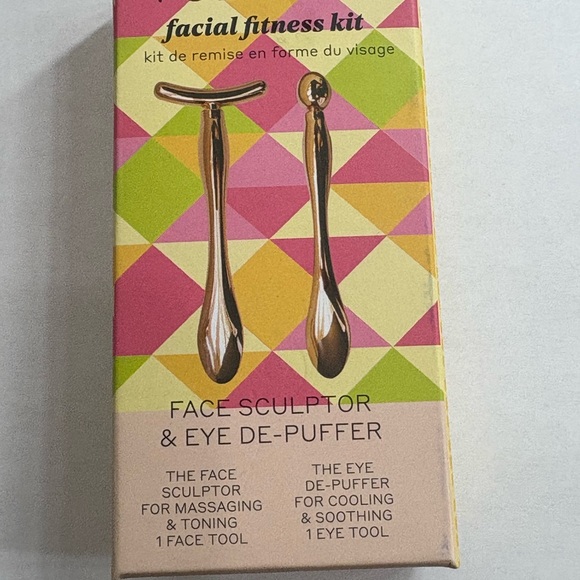 facial fitness kit
kit de remise en forme du visage
FACE SCULPTOR
& EYE DE-PUFFER
THE FACE
SCULPTOR
FOR MASSAGING
& TONING
1 FACE TOOL
THE EYE
DE-PUFFER
FOR COOLING
& SOOTHING
1 EYE TOOL